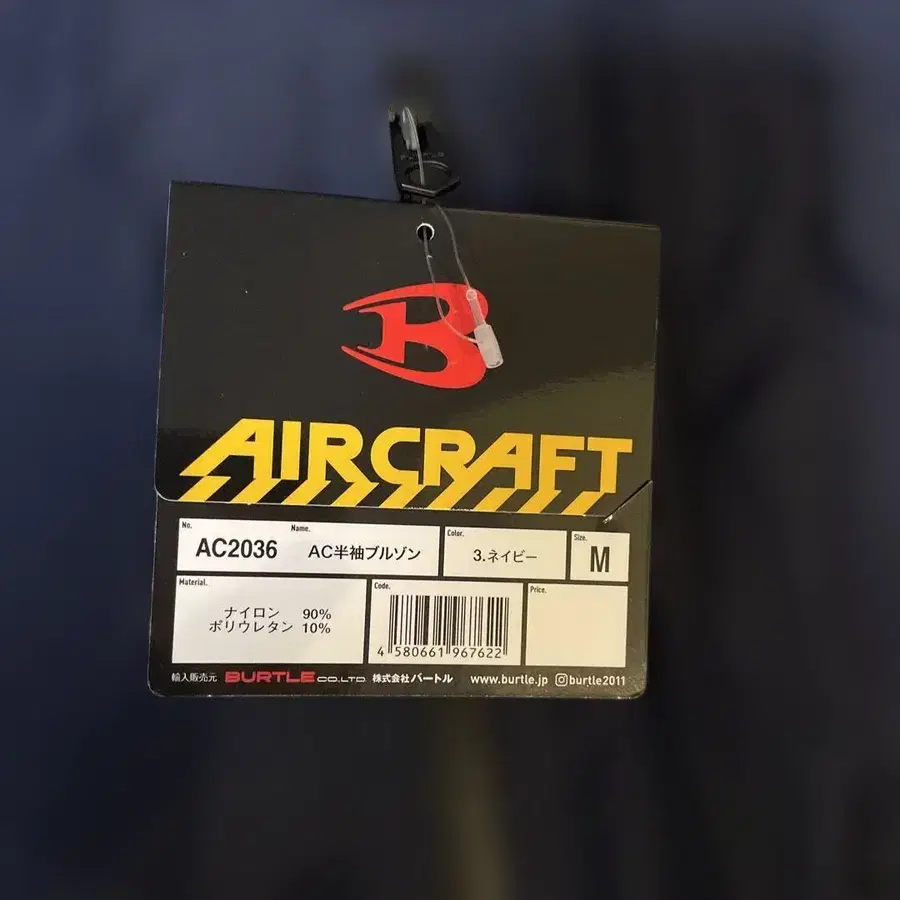 AIRCRAFT
No. Name. Color. Size.
AC2036 AC半袖ブルゾン 3.ネイビー M
Material. Code. Price.
ナイロン 90%
ポリウレタン 10%
4 580661 967622
輸入販売元 BURTLE CO.LTD. 株式会社バートル www.burtle.jp burtle2011